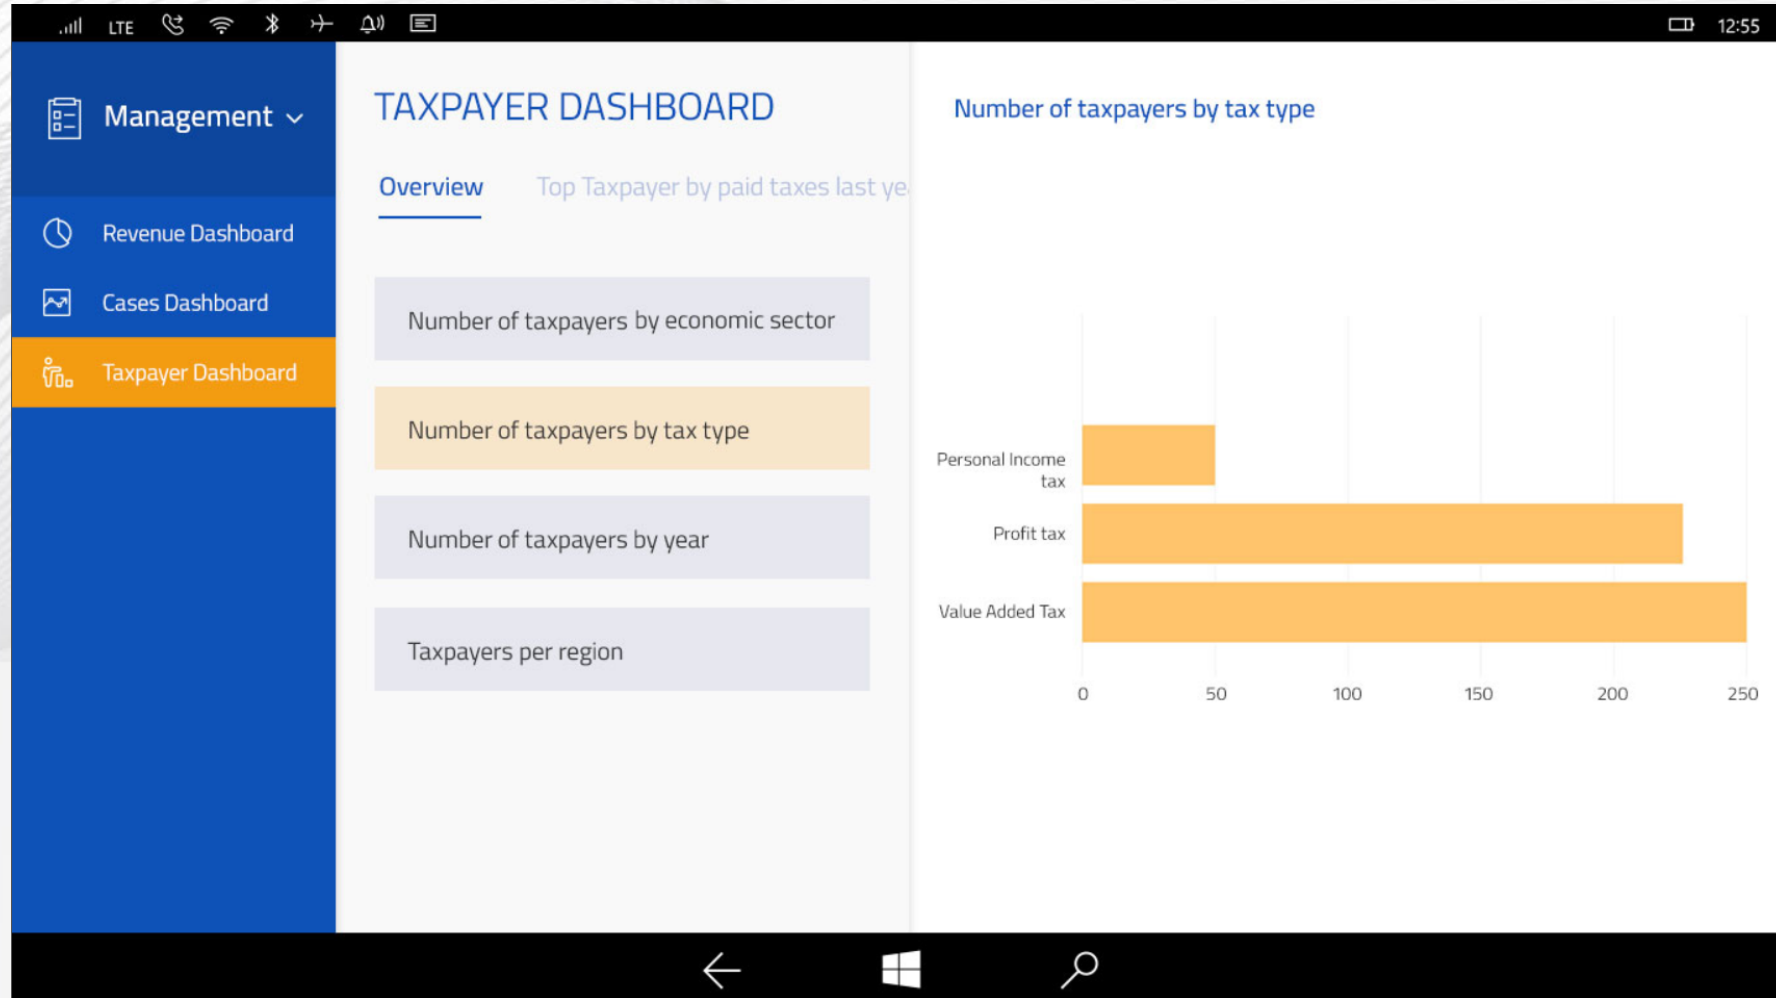 LTE
12:55
Management
Revenue Dashboard
Cases Dashboard
Taxpayer Dashboard
TAXPAYER DASHBOARD
Overview
Top Taxpayer by paid taxes last ye
Number of taxpayers by economic sector
Number of taxpayers by tax type
Number of taxpayers by year
Taxpayers per region
Number of taxpayers by tax type
Personal Income
tax
Profit tax
Value Added Tax
0 50 100 150 200 250